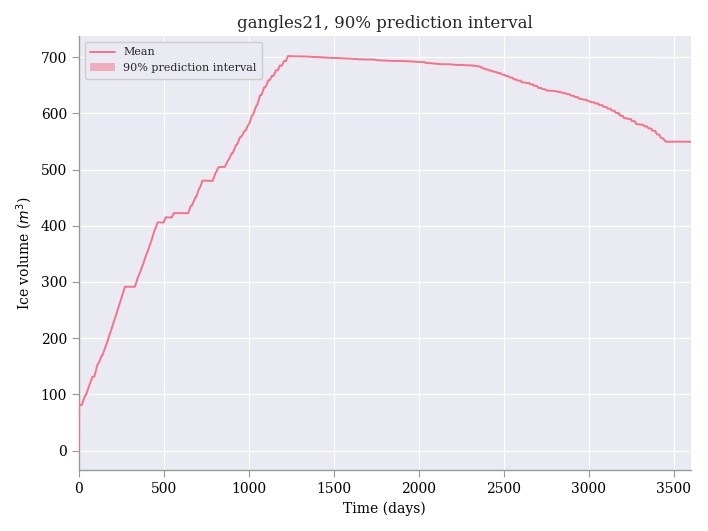 gangles21, 90% prediction interval
Mean
90% prediction interval
700
600
500
400
300
200
100
0
Ice volume (m³)
0 500 1000 1500 2000 2500 3000 3500
Time (days)